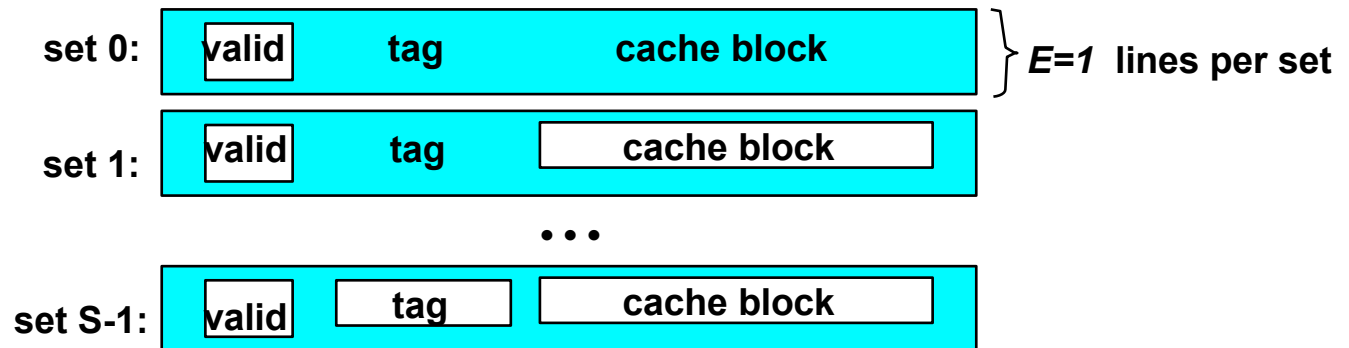 set 0: valid tag cache block E=1 lines per set
set 1: valid tag cache block
• • •
set S-1: valid tag cache block